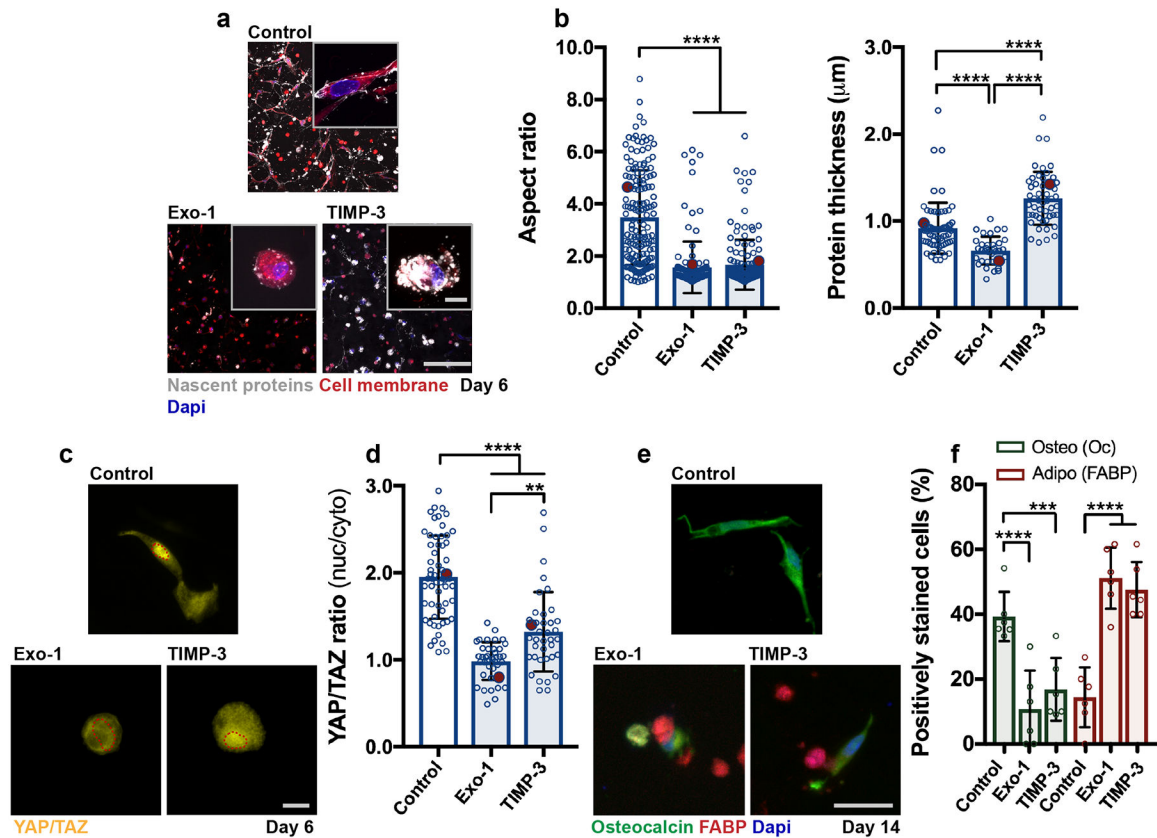 a
Control
Exo-1
TIMP-3
Nascent proteins Cell membrane Day 6
Dapi
b
Aspect ratio
10.0
8.0
6.0
4.0
2.0
0.0
****
Control
Exo-1
TIMP-3
Protein thickness (μm)
3.0
2.0
1.0
0.0
****
**** ****
Control
Exo-1
TIMP-3
c
Control
Exo-1
TIMP-3
YAP/TAZ
Day 6
d
YAP/TAZ ratio (nuc/cyto)
3.0
2.0
1.0
0.0
****
**
Control
Exo-1
TIMP-3
e
Control
Exo-1
TIMP-3
Osteocalcin FABP Dapi Day 14
f
Osteo (Oc)
Adipo (FABP)
Positively stained cells (%)
80
60
40
20
0
***
****
****
Control
Exo-1
TIMP-3
Control
Exo-1
TIMP-3